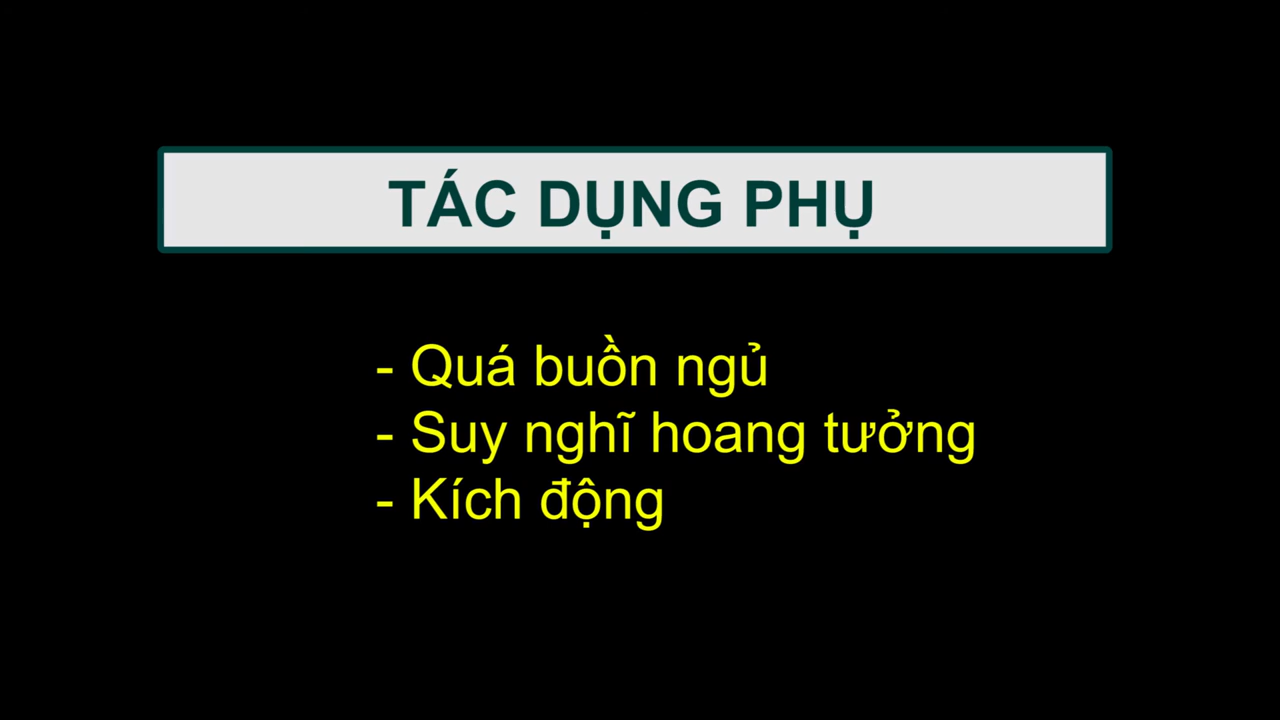 TÁC DỤNG PHỤ
- Quá buồn ngủ
- Suy nghĩ hoang tưởng
- Kích động